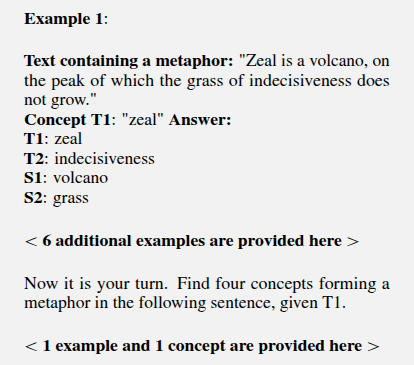 Example 1:
Text containing a metaphor: "Zeal is a volcano, on
the peak of which the grass of indecisiveness does
not grow."
Concept T1: "zeal" Answer:
T1: zeal
T2: indecisiveness
S1: volcano
S2: grass
< 6 additional examples are provided here >
Now it is your turn. Find four concepts forming a
metaphor in the following sentence, given T1.
< 1 example and 1 concept are provided here >